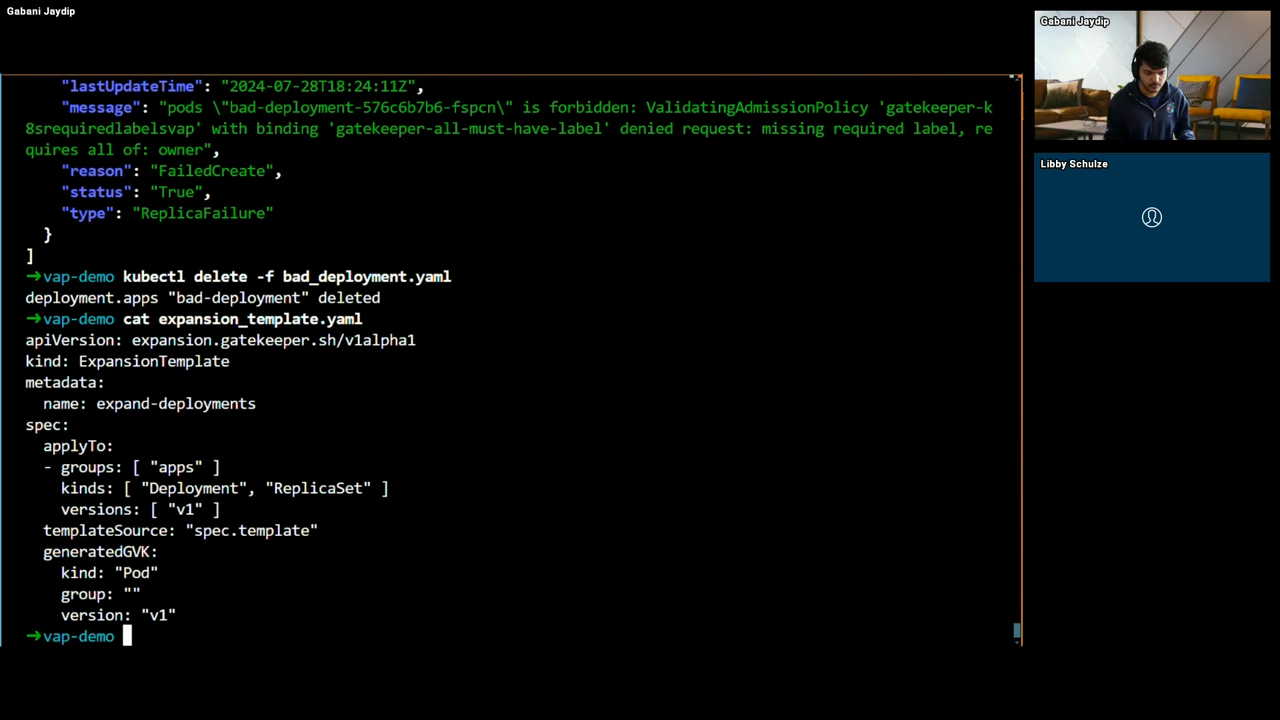 Gabani Jaydip
"lastUpdateTime": "2024-07-28T18:24:11Z",
"message": "pods \"bad-deployment-576c6b7b6-fspcn\" is forbidden: ValidatingAdmissionPolicy 'gatekeeper-k
8srequiredlabelsvap' with binding 'gatekeeper-all-must-have-label' denied request: missing required label, re
quires all of: owner",
"reason": "FailedCreate",
"status": "True",
"type": "ReplicaFailure"
}
]
➜vap-demo kubectl delete -f bad_deployment.yaml
deployment.apps "bad-deployment" deleted
➜vap-demo cat expansion_template.yaml
apiVersion: expansion.gatekeeper.sh/v1alpha1
kind: ExpansionTemplate
metadata:
name: expand-deployments
spec:
applyTo:
- groups: [ "apps" ]
kinds: [ "Deployment", "ReplicaSet" ]
versions: [ "v1" ]
templateSource: "spec.template"
generatedGVK:
kind: "Pod"
group: ""
version: "v1"
➜vap-demo
Gabani Jaydip
Libby Schulze